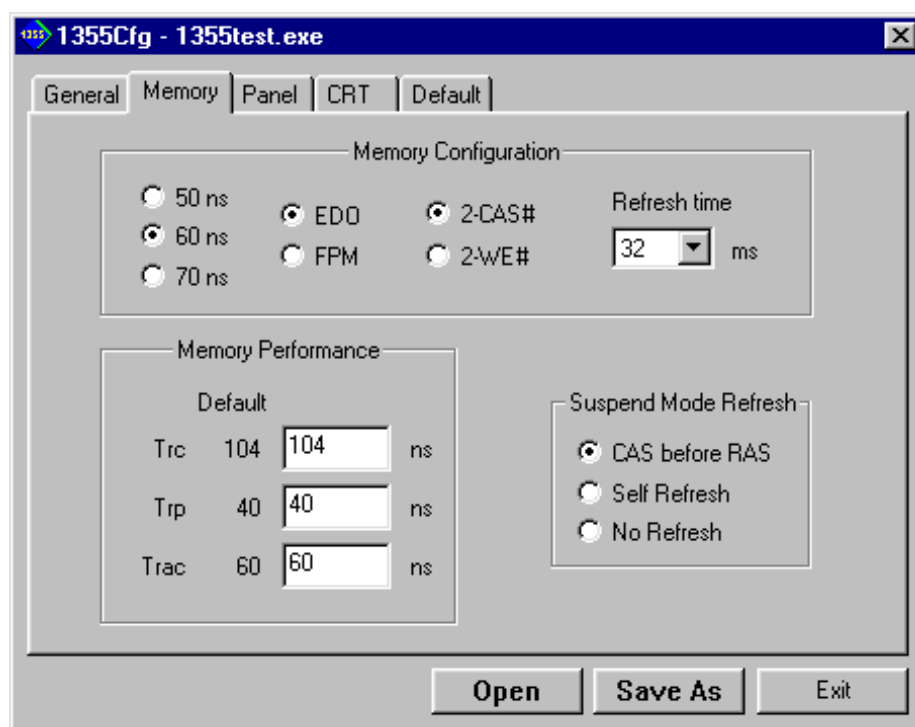 1355 1355Cfg - 1355test.exe
General Memory Panel CRT Default
Memory Configuration
50 ns
60 ns
70 ns
EDO
FPM
2-CAS#
2-WE#
Refresh time
32 ms
Memory Performance
Default
Trc 104 104 ns
Trp 40 40 ns
Trac 60 60 ns
Suspend Mode Refresh
CAS before RAS
Self Refresh
No Refresh
Open Save As Exit